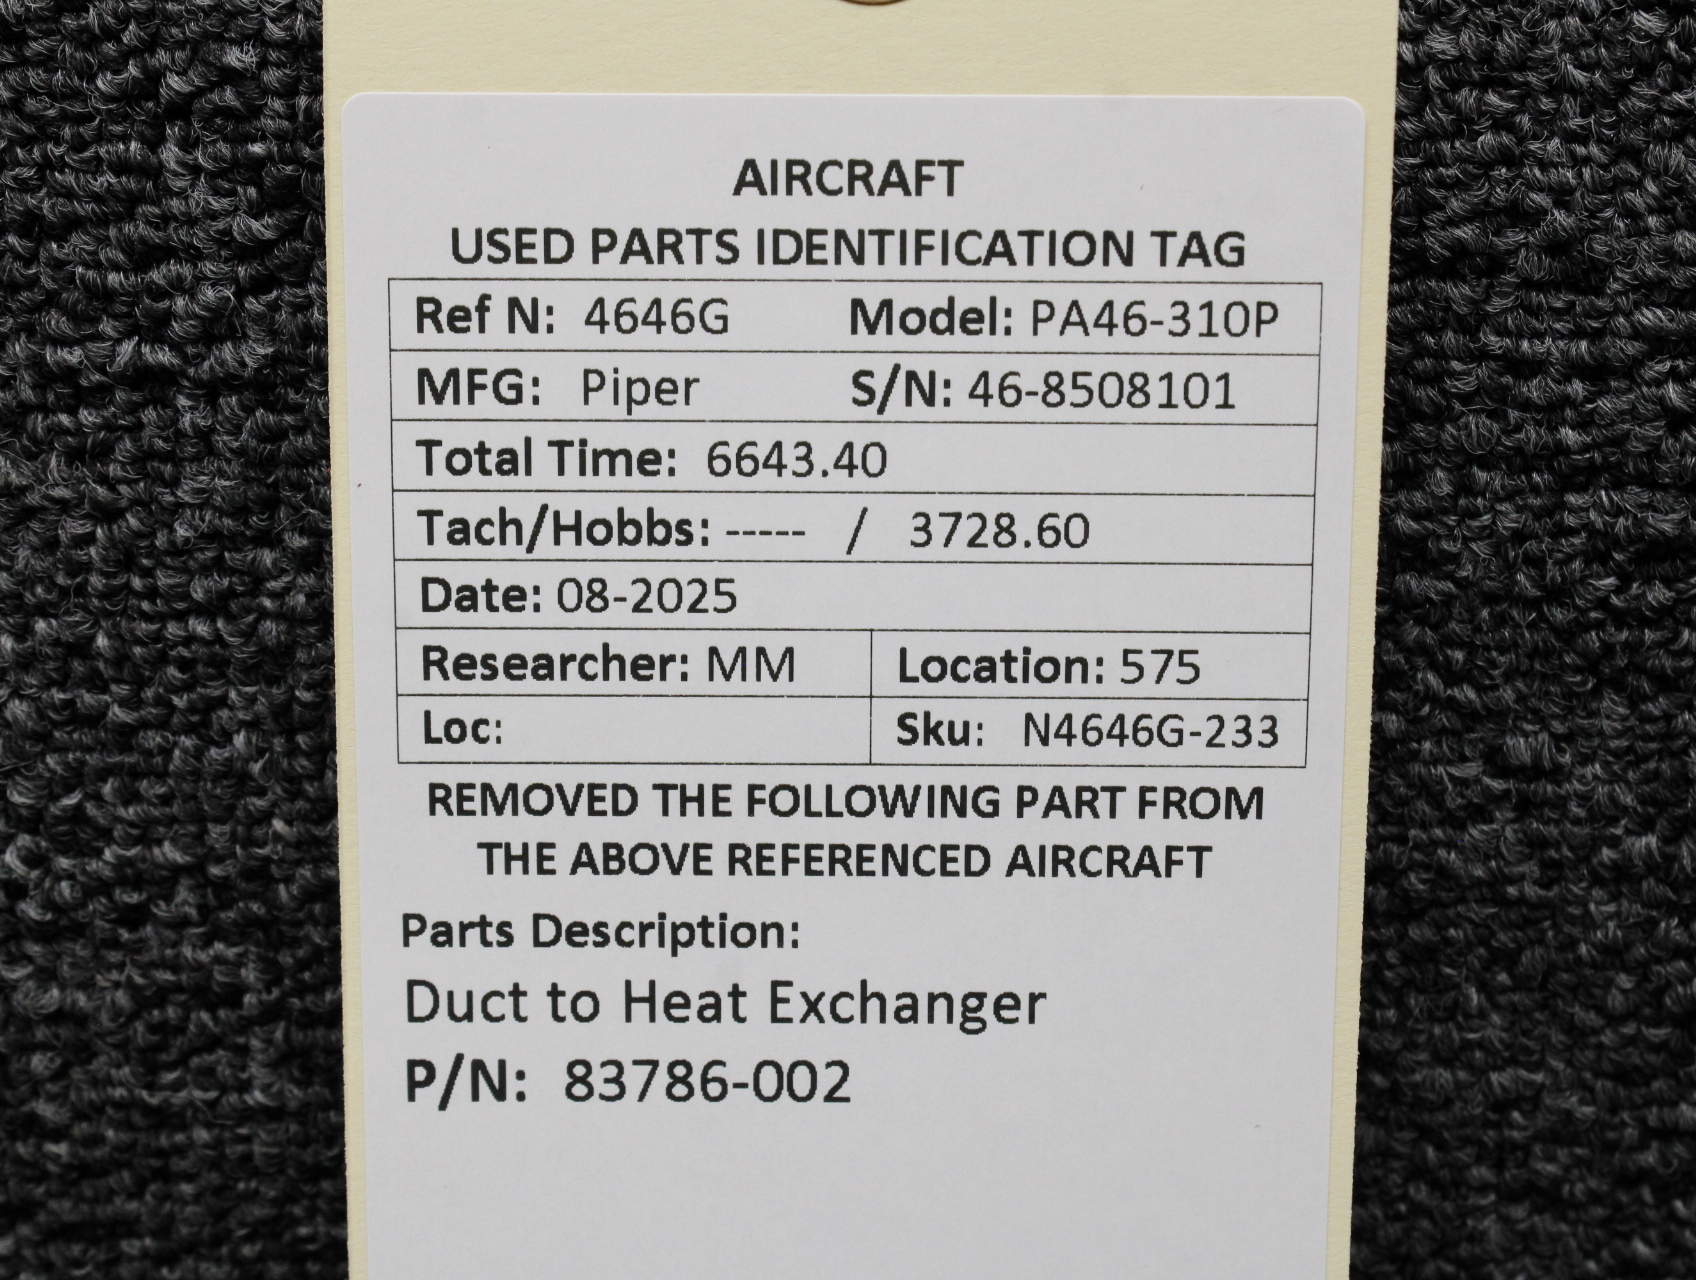 AIRCRAFT
USED PARTS IDENTIFICATION TAG
Ref N: 4646G Model: PA46-310P
MFG: Piper S/N: 46-8508101
Total Time: 6643.40
Tach/Hobbs: ----- / 3728.60
Date: 08-2025
Researcher: MM Location: 575
Loc: Sku: N4646G-233
REMOVED THE FOLLOWING PART FROM
THE ABOVE REFERENCED AIRCRAFT
Parts Description:
Duct to Heat Exchanger
P/N: 83786-002